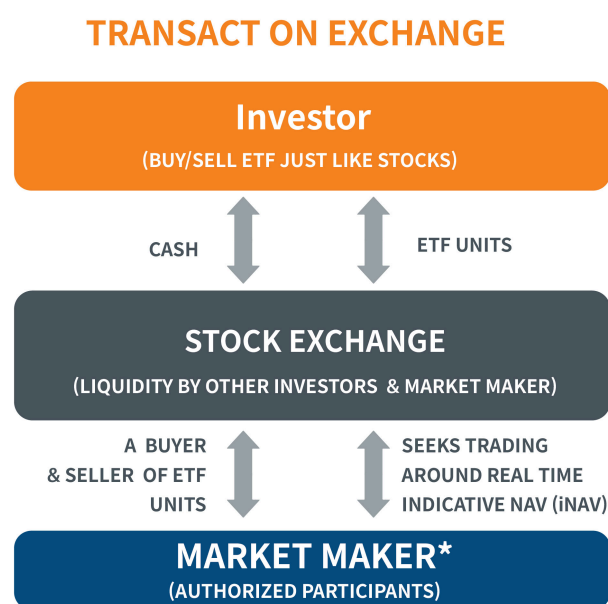 TRANSACT ON EXCHANGE
Investor
(BUY/SELL ETF JUST LIKE STOCKS)
CASH
ETF UNITS
STOCK EXCHANGE
(LIQUIDITY BY OTHER INVESTORS & MARKET MAKER)
A BUYER
& SELLER OF ETF
UNITS
SEEKS TRADING
AROUND REAL TIME
INDICATIVE NAV (iNAV)
MARKET MAKER*
(AUTHORIZED PARTICIPANTS)